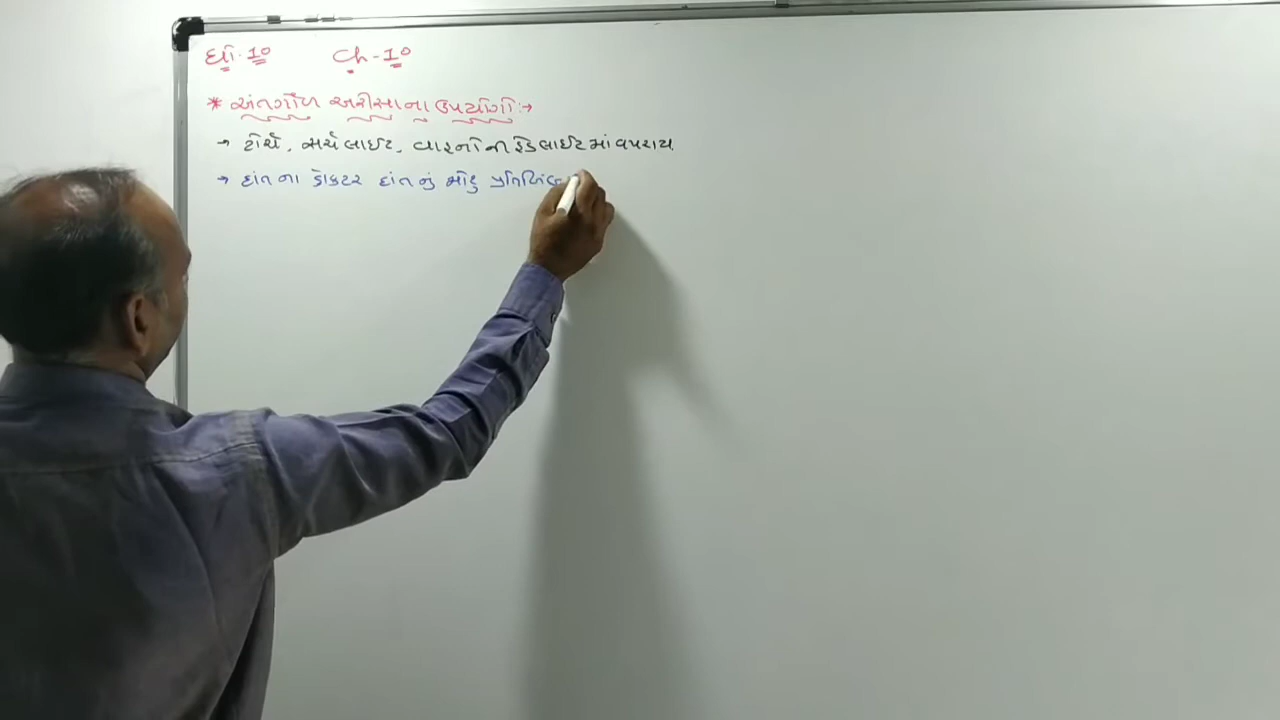 ધો. 10 Ch - 10
* અંતર્ગોળ અરીસાના ઉપયોગો :→
→ ટોર્ચ, સર્ચલાઈટ, વાહનોની હેડલાઈટમાં વપરાય.
→ દાંતના ડોક્ટર દાંતનું મોટું પ્રતિબિંબ